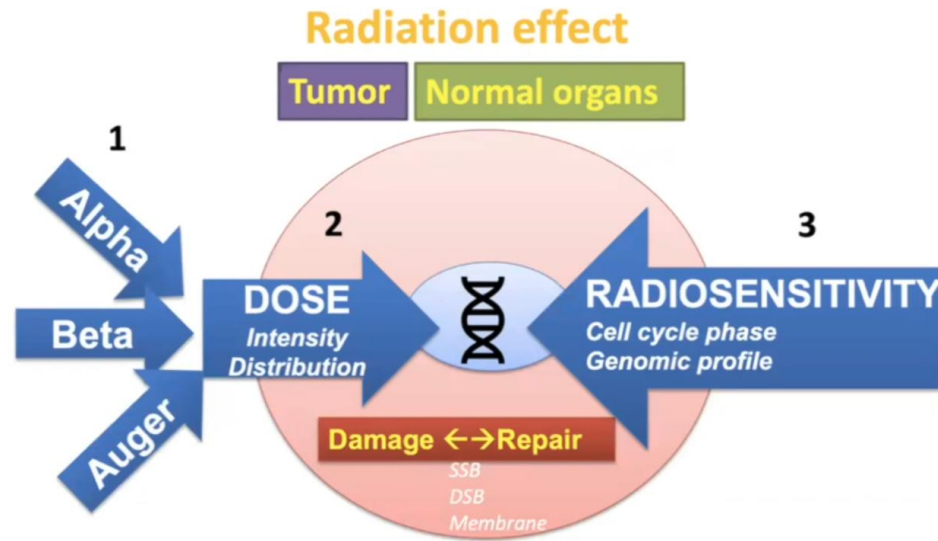 Radiation effect
Tumor
Normal organs
1
Alpha
Beta
Auger
2
DOSE
Intensity
Distribution
3
RADIOSENSITIVITY
Cell cycle phase
Genomic profile
Damage ←→Repair
SSB
DSB
Membrane